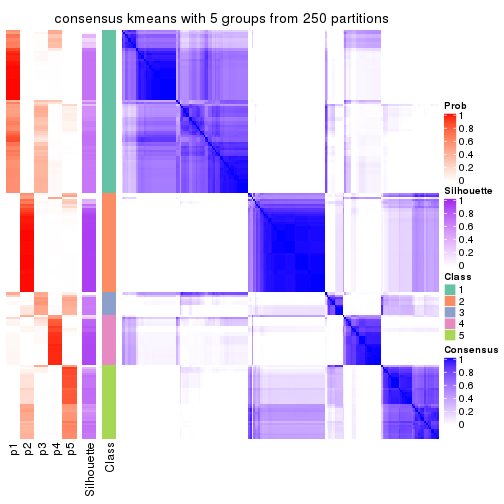 consensus kmeans with 5 groups from 250 partitions
Prob
1
0.8
0.6
0.4
0.2
0
Silhouette
1
0.8
0.6
0.4
0.2
0
Class
1
2
3
4
5
Consensus
1
0.8
0.6
0.4
0.2
0
p1
p2
p3
p4
p5
Silhouette
Class